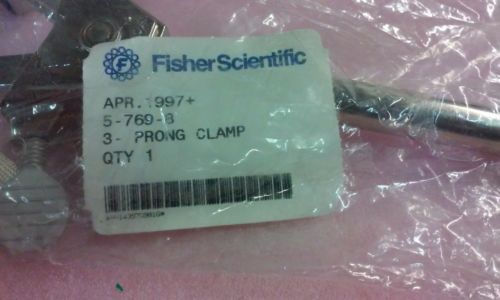 F FisherScientific
APR.1997+
5-769-8
3- PRONG CLAMP
QTY 1